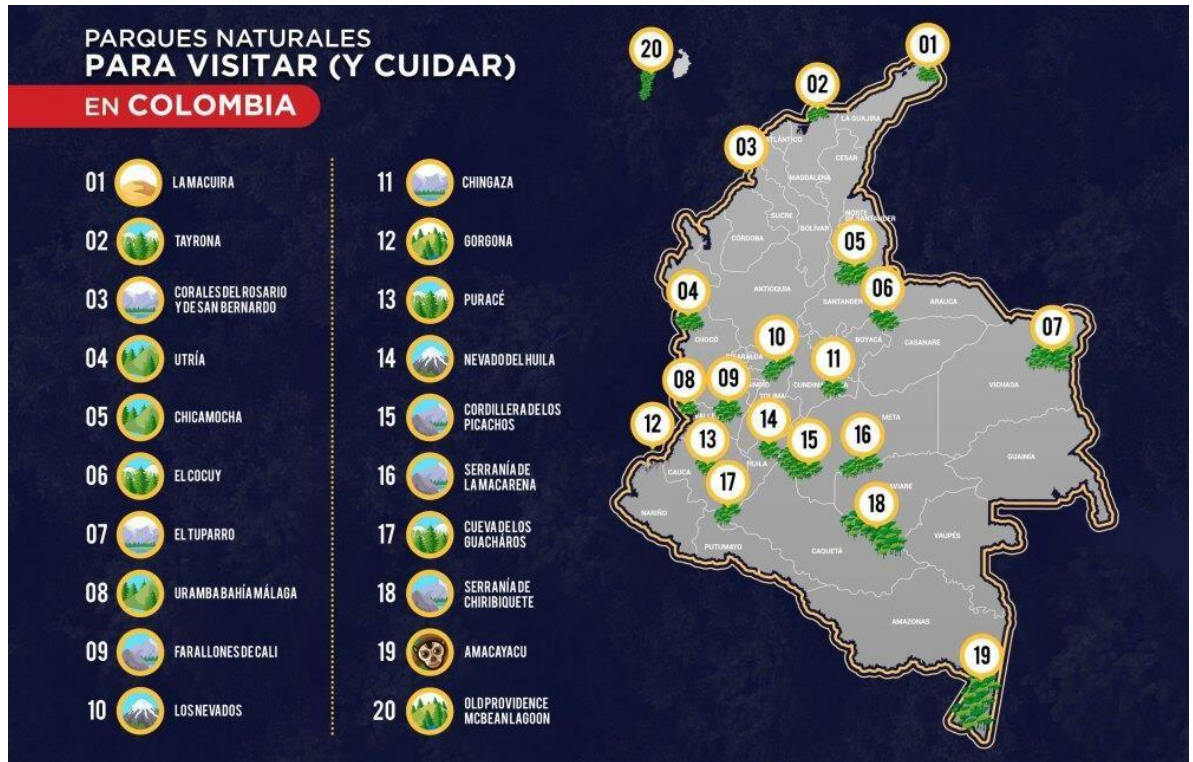 PARQUES NATURALES
PARA VISITAR (Y CUIDAR)
EN COLOMBIA
01 LA MACUIRA
02 TAYRONA
03 CORALES DEL ROSARIO
Y DE SAN BERNARDO
04 UTRÍA
05 CHICAMOCHA
06 EL COCUY
07 EL TUPARRO
08 URAMBA BAHÍA MÁLAGA
09 FARALLONES DE CALI
10 LOS NEVADOS
11 CHINGAZA
12 GORGONA
13 PURACÉ
14 NEVADO DEL HUILA
15 CORDILLERA DE LOS
PICACHOS
16 SERRANÍA DE
LA MACARENA
17 CUEVA DE LOS
GUACHÁROS
18 SERRANÍA DE
CHIRIBIQUETE
19 AMACAYACU
20 OLD PROVIDENCE
MCBEAN LAGOON
20
01
02
LA GUAJIRA
03
CESAR
MAGDALENA
SUCRE
NORTE
DE SANTANDER
BOLÍVAR
CÓRDOBA
05
04
ANTIOQUIA
06
SANTANDER
ARAUCA
07
CHOCÓ
10
BOYACÁ
CASANARE
11
08
09
VICHADA
TOLIMA
12
13
14
15
META
16
HUILA
GUAINÍA
CAUCA
17
18
NARIÑO
PUTUMAYO
CAQUETÁ
VAUPÉS
AMAZONAS
19